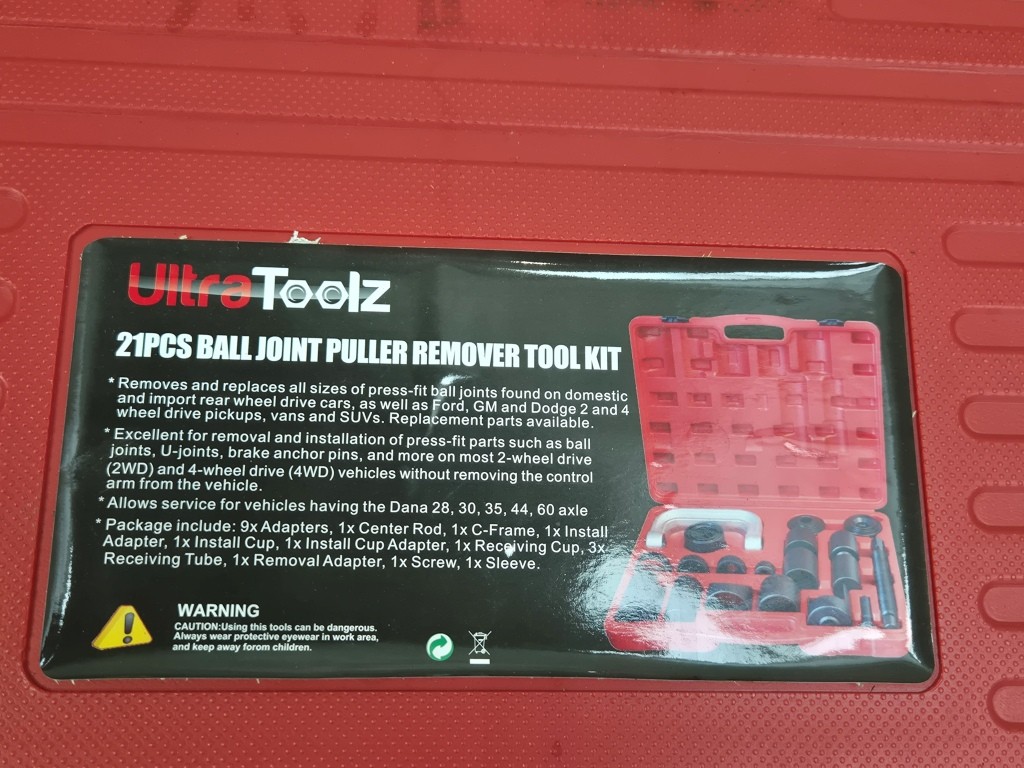 UltraToolz
21PCS BALL JOINT PULLER REMOVER TOOL KIT
* Removes and replaces all sizes of press-fit ball joints found on domestic
and import rear wheel drive cars, as well as Ford, GM and Dodge 2 and 4
wheel drive pickups, vans and SUVs. Replacement parts available.
* Excellent for removal and installation of press-fit parts such as ball
joints, U-joints, brake anchor pins, and more on most 2-wheel drive
(2WD) and 4-wheel drive (4WD) vehicles without removing the control
arm from the vehicle.
* Allows service for vehicles having the Dana 28, 30, 35, 44, 60 axle
* Package include: 9x Adapters, 1x Center Rod, 1x C-Frame, 1x Install
Adapter, 1x Install Cup, 1x Install Cup Adapter, 1x Receiving Cup, 3x
Receiving Tube, 1x Removal Adapter, 1x Screw, 1x Sleeve.
WARNING
CAUTION:Using this tools can be dangerous.
Always wear protective eyewear in work area,
and keep away forom children.